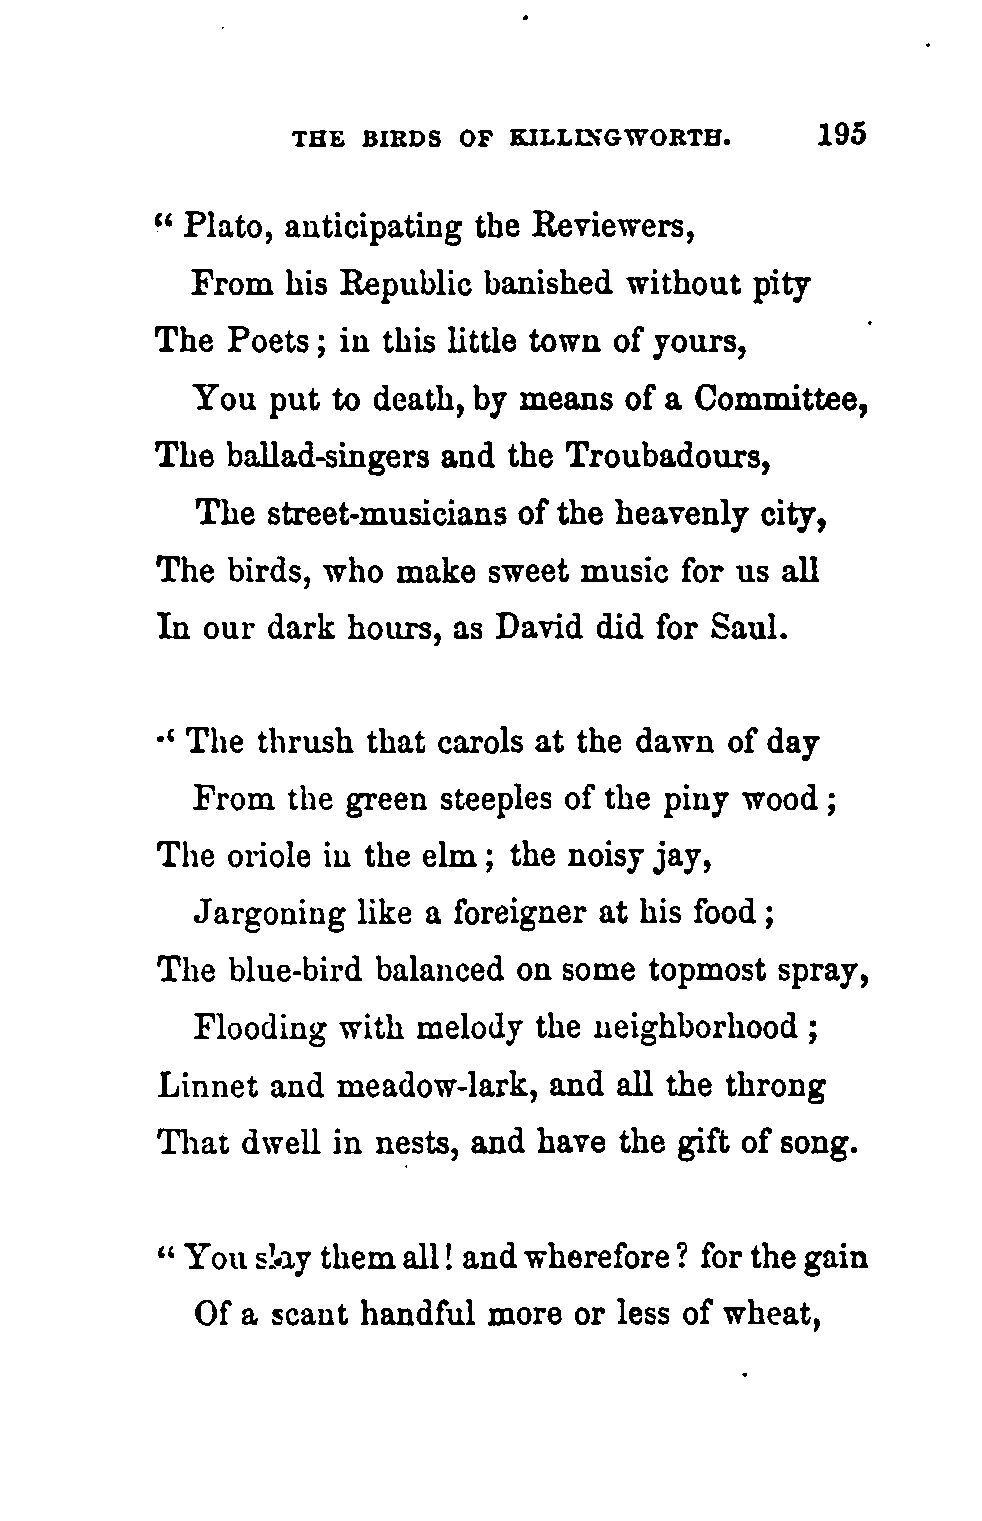 THE BIRDS OF KILLINGWORTH. 195
“ Plato, anticipating the Reviewers,
From his Republic banished without pity
The Poets ; in this little town of yours,
You put to death, by means of a Committee,
The ballad-singers and the Troubadours,
The street-musicians of the heavenly city,
The birds, who make sweet music for us all
In our dark hours, as David did for Saul.
“ The thrush that carols at the dawn of day
From the green steeples of the piny wood ;
The oriole in the elm ; the noisy jay,
Jargoning like a foreigner at his food ;
The blue-bird balanced on some topmost spray,
Flooding with melody the neighborhood ;
Linnet and meadow-lark, and all the throng
That dwell in nests, and have the gift of song.
“ You slay them all ! and wherefore ? for the gain
Of a scant handful more or less of wheat,